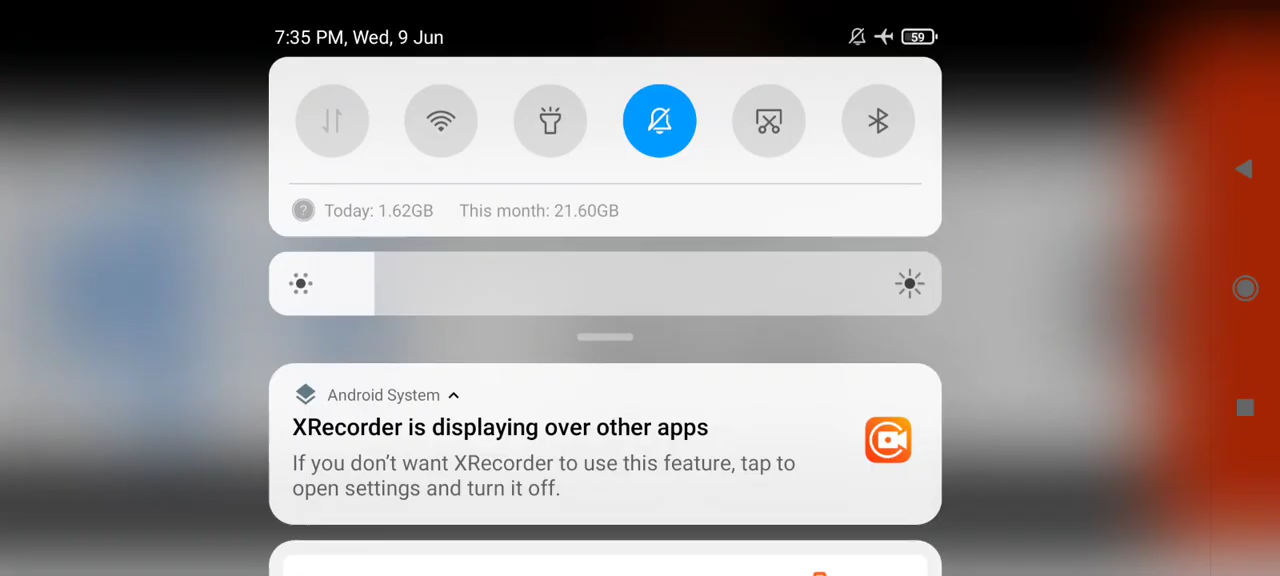 7:35 PM, Wed, 9 Jun
59
? Today: 1.62GB This month: 21.60GB
Android System
XRecorder is displaying over other apps
If you don’t want XRecorder to use this feature, tap to
open settings and turn it off.